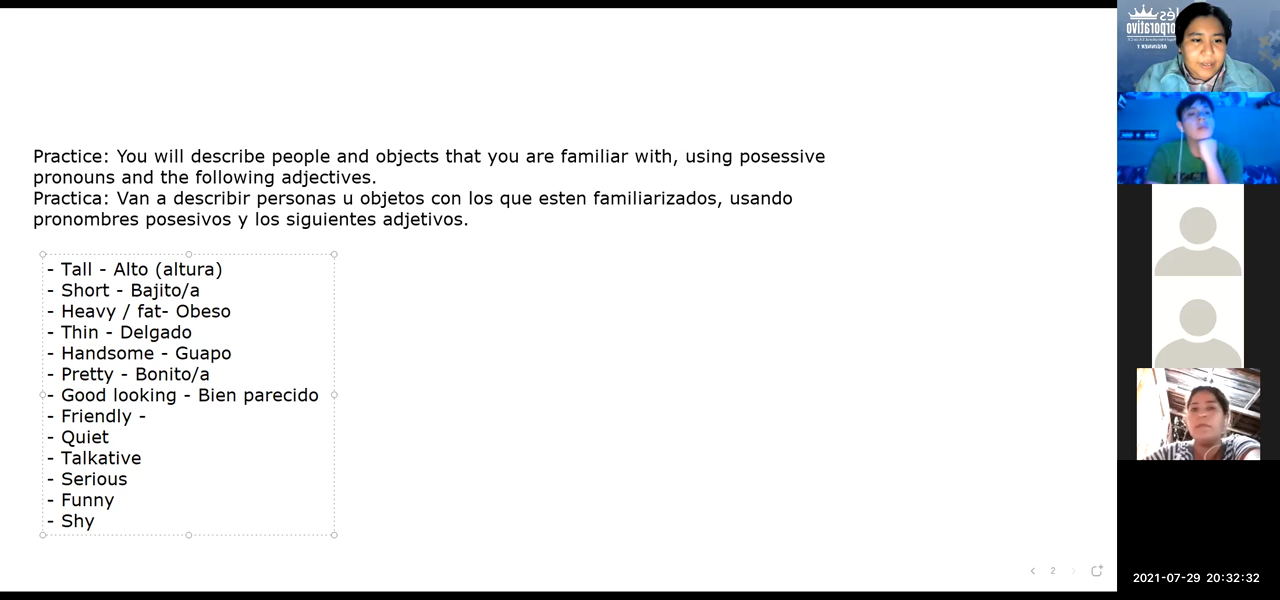 Practice: You will describe people and objects that you are familiar with, using posessive
pronouns and the following adjectives.
Practica: Van a describir personas u objetos con los que esten familiarizados, usando
pronombres posesivos y los siguientes adjetivos.
- Tall - Alto (altura)
- Short - Bajito/a
- Heavy / fat- Obeso
- Thin - Delgado
- Handsome - Guapo
- Pretty - Bonito/a
- Good looking - Bien parecido
- Friendly -
- Quiet
- Talkative
- Serious
- Funny
- Shy
2
2021-07-29 20:32:32